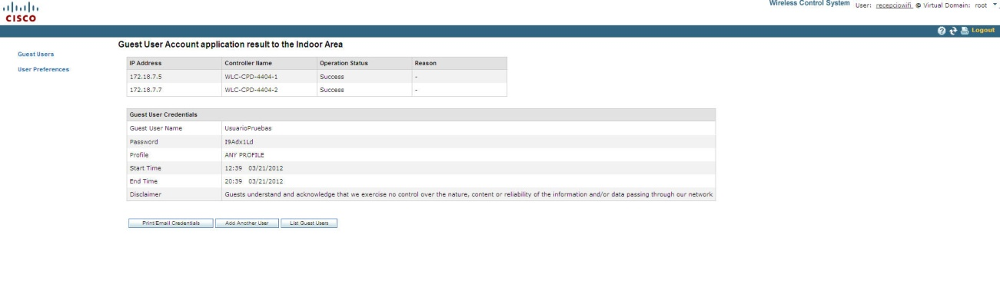 Wireless Control System User: recepciowifi @ Virtual Domain: root
CISCO
Logout
Guest User Account application result to the Indoor Area
Guest Users
User Preferences
IP Address Controller Name Operation Status Reason
172.18.7.5 WLC-CPD-4404-1 Success -
172.18.7.7 WLC-CPD-4404-2 Success -
Guest User Credentials
Guest User Name UsuarioPruebas
Password I9Adx1Ld
Profile ANY PROFILE
Start Time 12:39 03/21/2012
End Time 20:39 03/21/2012
Disclaimer Guests understand and acknowledge that we exercise no control over the nature, content or reliability of the information and/or data passing through our network
Print/Email Credentials Add Another User List Guest Users